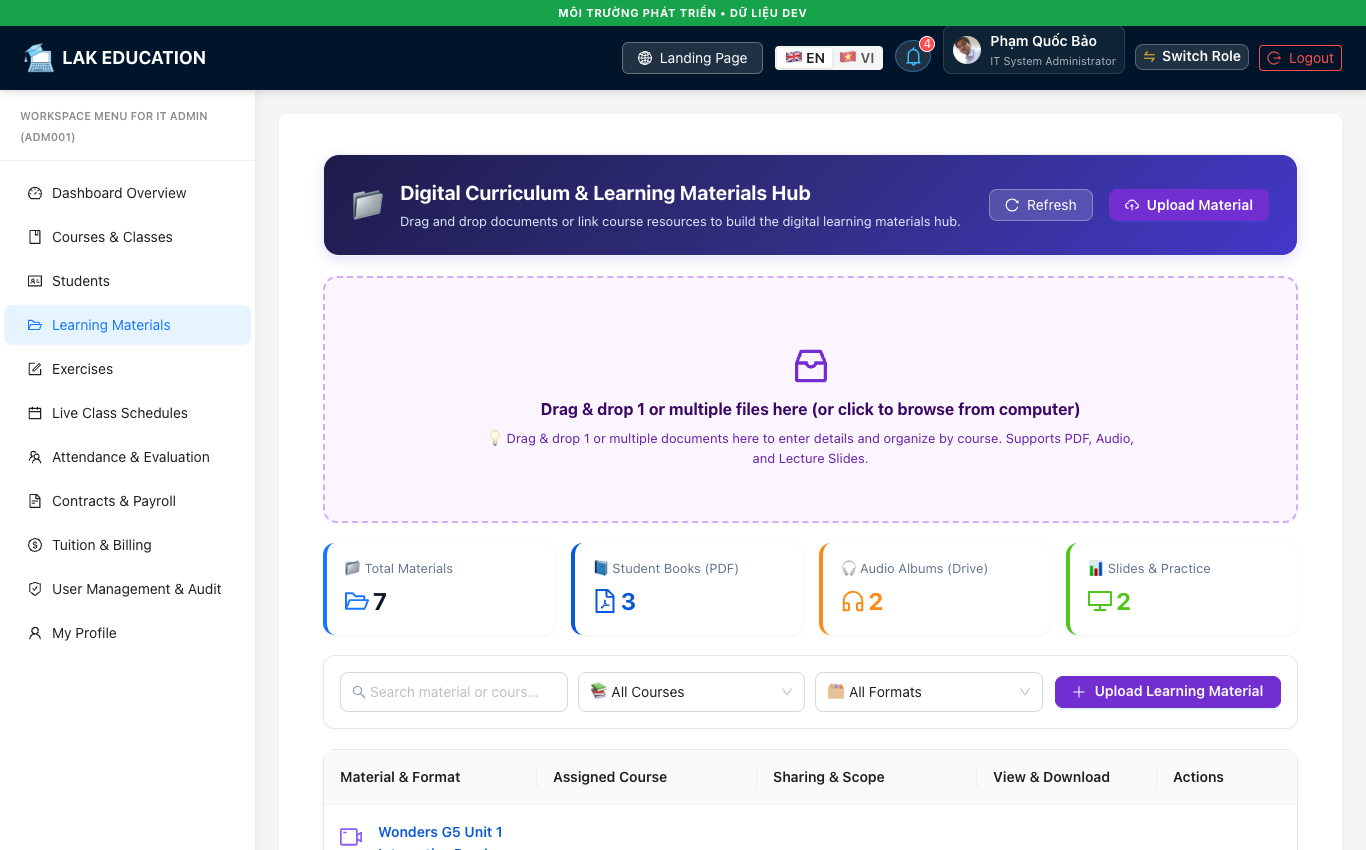 MÔI TRƯỜNG PHÁT TRIỂN • DỮ LIỆU DEV
LAK EDUCATION
Landing Page
EN
VI
4
Phạm Quốc Bảo
IT System Administrator
Switch Role
Logout
WORKSPACE MENU FOR IT ADMIN
(ADM001)
Dashboard Overview
Courses & Classes
Students
Learning Materials
Exercises
Live Class Schedules
Attendance & Evaluation
Contracts & Payroll
Tuition & Billing
User Management & Audit
My Profile
Digital Curriculum & Learning Materials Hub
Drag and drop documents or link course resources to build the digital learning materials hub.
Refresh
Upload Material
Drag & drop 1 or multiple files here (or click to browse from computer)
Drag & drop 1 or multiple documents here to enter details and organize by course. Supports PDF, Audio,
and Lecture Slides.
Total Materials
7
Student Books (PDF)
3
Audio Albums (Drive)
2
Slides & Practice
2
Search material or cours...
All Courses
All Formats
Upload Learning Material
Material & Format
Assigned Course
Sharing & Scope
View & Download
Actions
Wonders G5 Unit 1